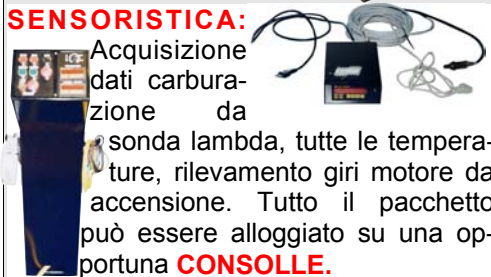 SENSORISTICA:
Acquisizione
dati carbura-
zione da
sonda lambda, tutte le tempera-
ture, rilevamento giri motore da
accensione. Tutto il pacchetto
può essere alloggiato su una op-
portuna CONSOLLE.